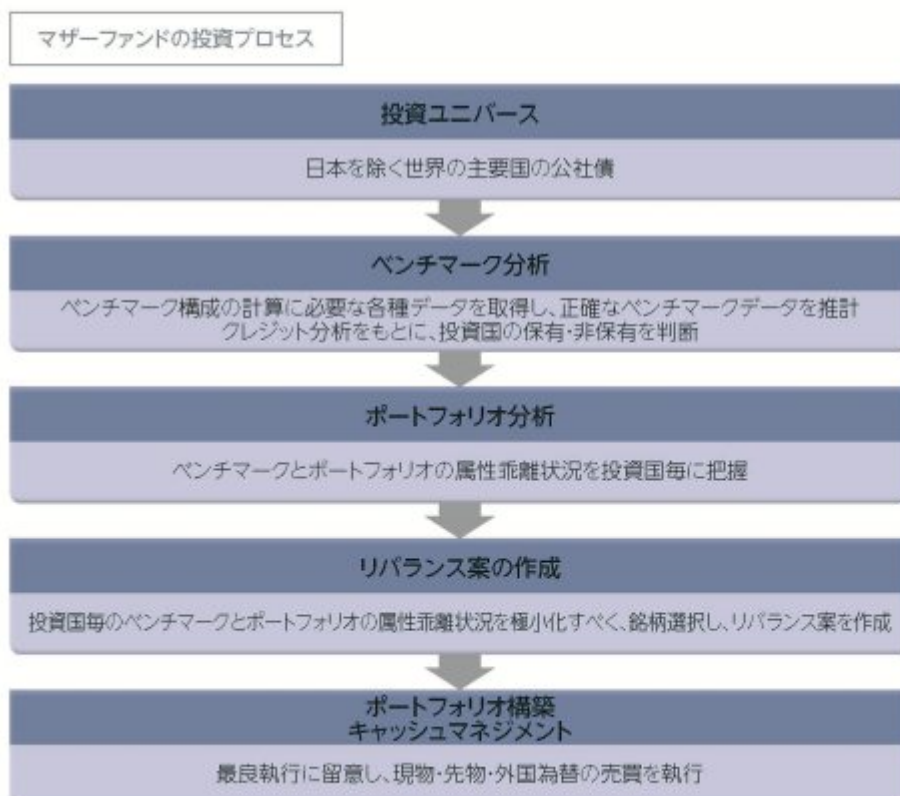 マザーファンドの投資プロセス
投資ユニバース
日本を除く世界の主要国の公社債
ベンチマーク分析
ベンチマーク構成の計算に必要な各種データを取得し、正確なベンチマークデータを推計
クレジット分析をもとに、投資国の保有・非保有を判断
ポートフォリオ分析
ベンチマークとポートフォリオの属性乖離状況を投資国毎に把握
リバランス案の作成
投資国毎のベンチマークとポートフォリオの属性乖離状況を極小化すべく、銘柄選択し、リバランス案を作成
ポートフォリオ構築
キャッシュマネジメント
最良執行に留意し、現物・先物・外国為替の売買を執行